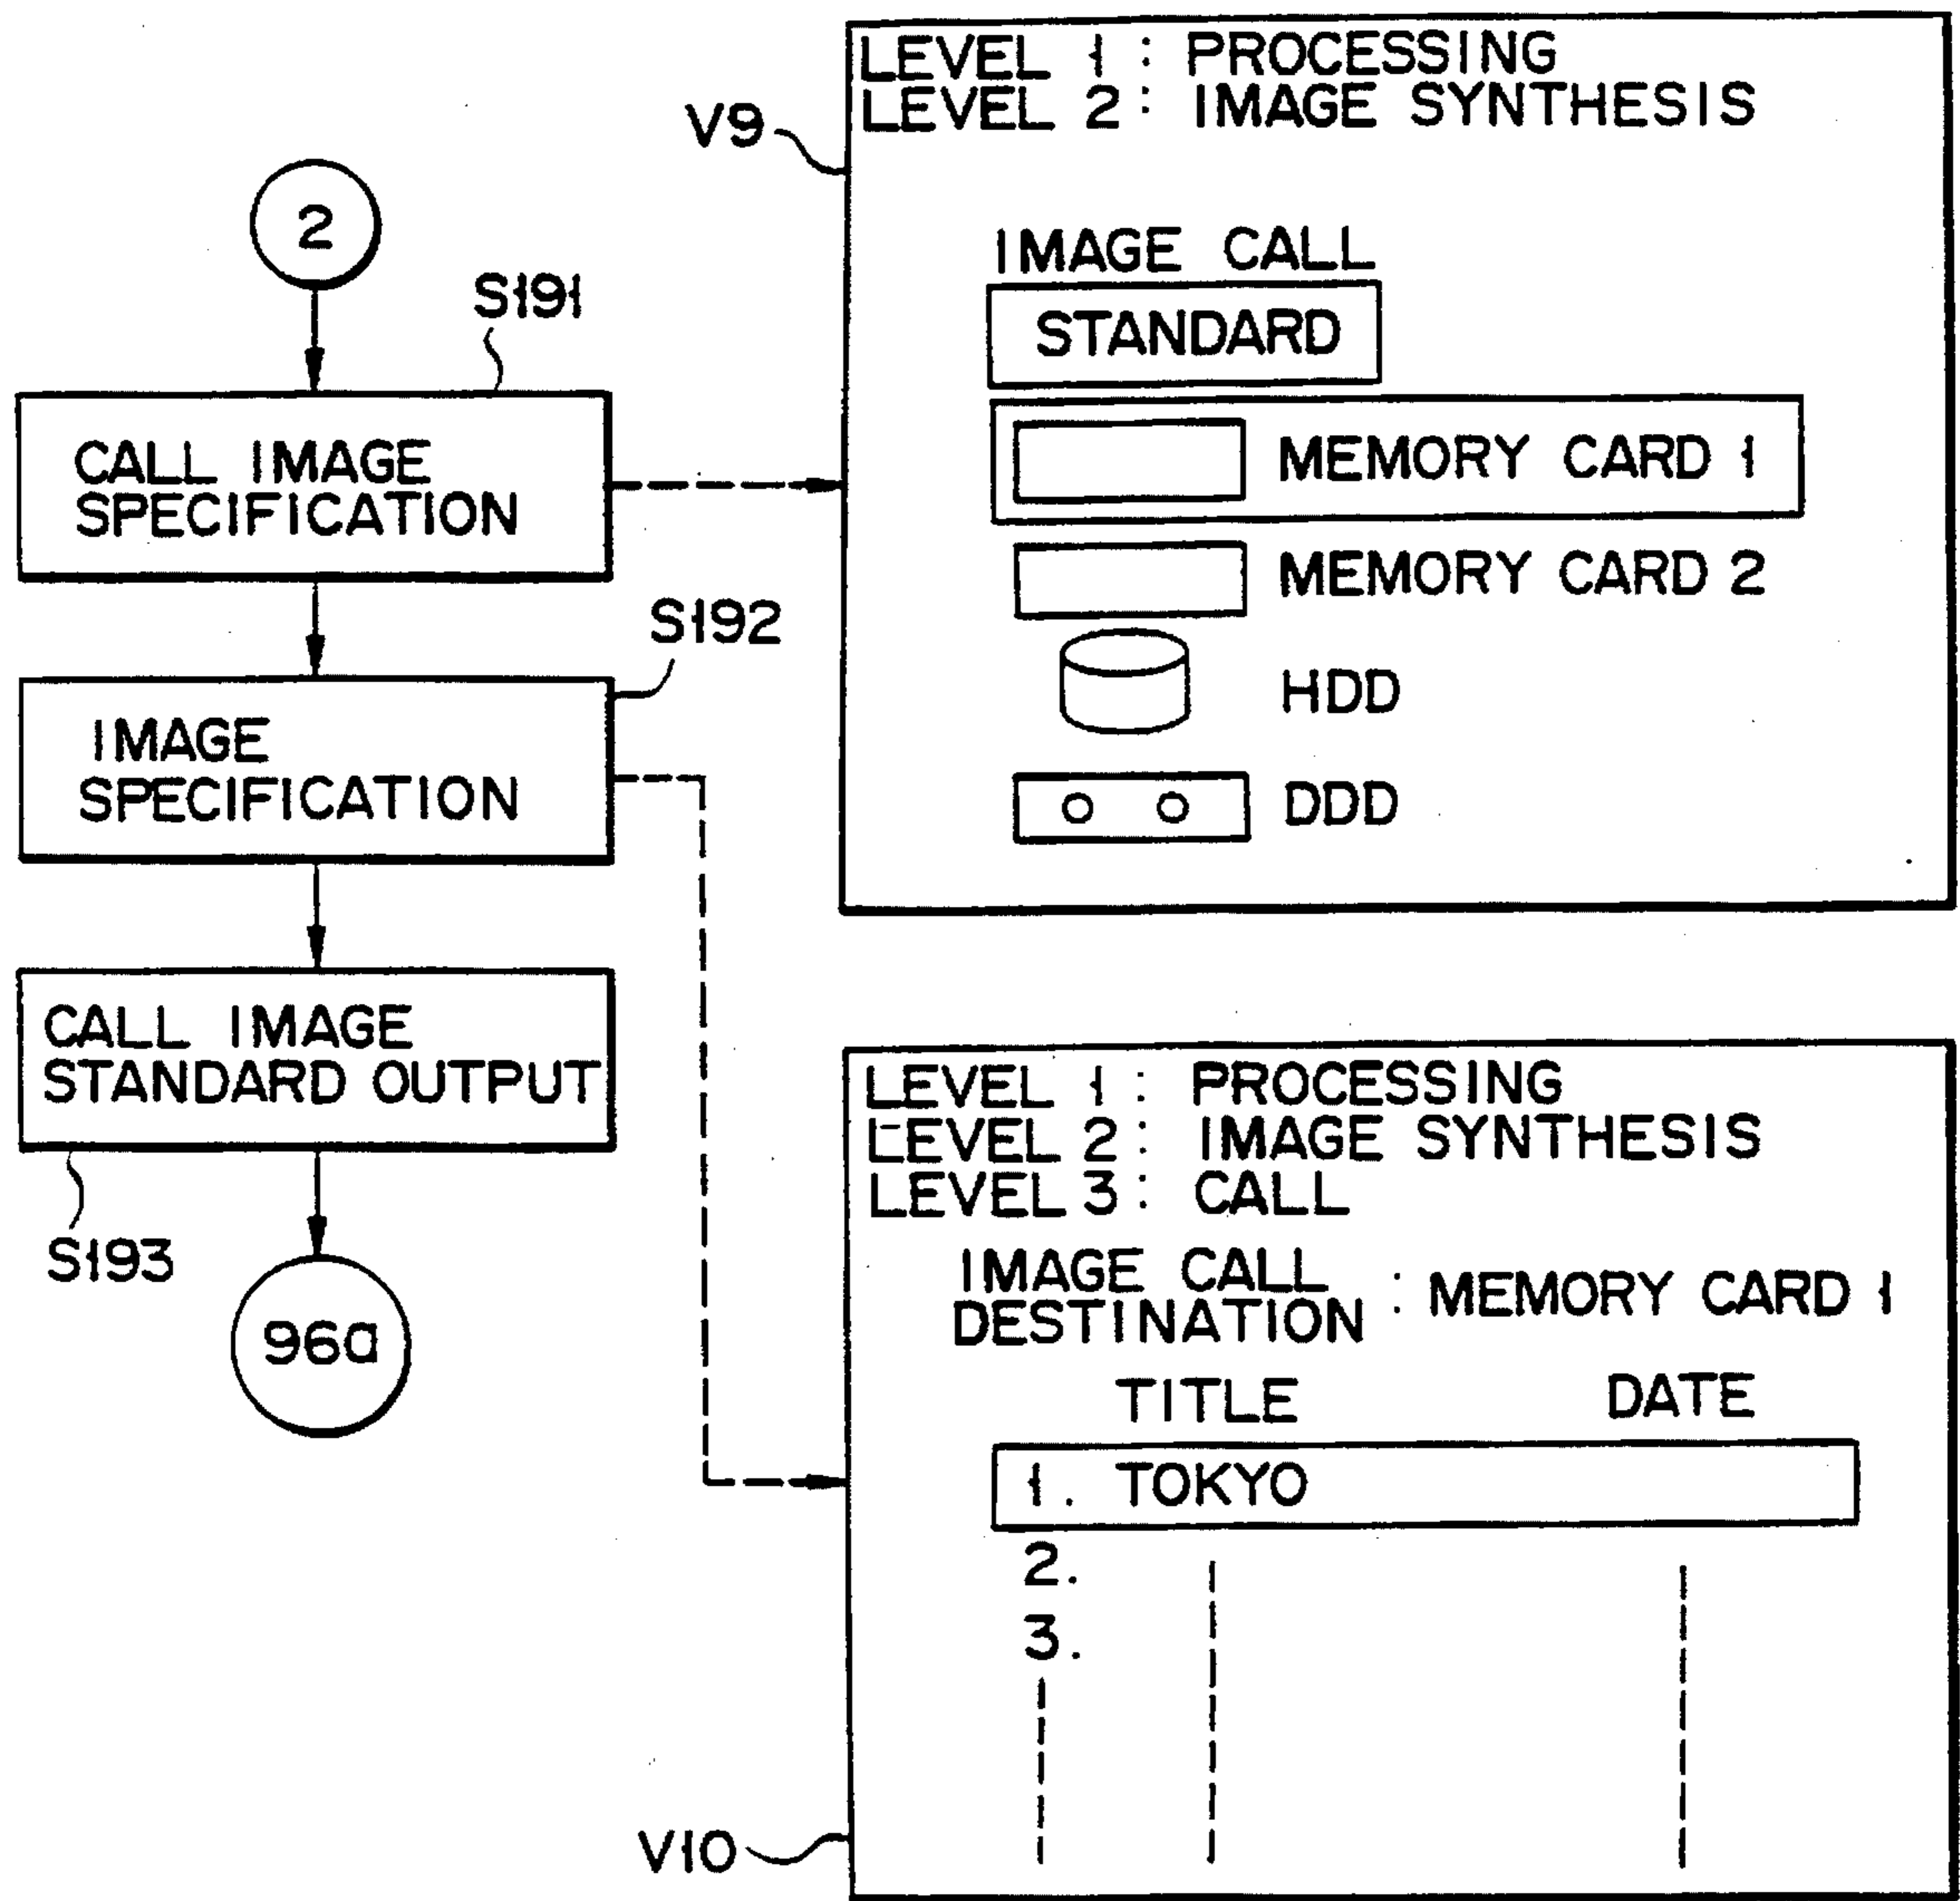 2
S191
CALL IMAGE
SPECIFICATION
S192
IMAGE
SPECIFICATION
CALL IMAGE
STANDARD OUTPUT
S193
96a
V9
LEVEL 1 : PROCESSING
LEVEL 2 : IMAGE SYNTHESIS
IMAGE CALL
STANDARD
MEMORY CARD 1
MEMORY CARD 2
HDD
DDD
V10
LEVEL 1 : PROCESSING
LEVEL 2 : IMAGE SYNTHESIS
LEVEL 3 : CALL
IMAGE CALL
DESTINATION : MEMORY CARD 1
TITLE DATE
1. TOKYO
2.
3.